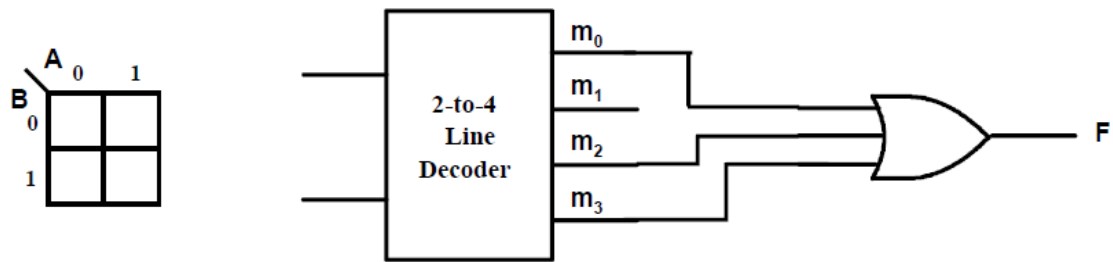 A
0 1
B
0
1
2-to-4
Line
Decoder
m₀
m₁
m₂
m₃
F